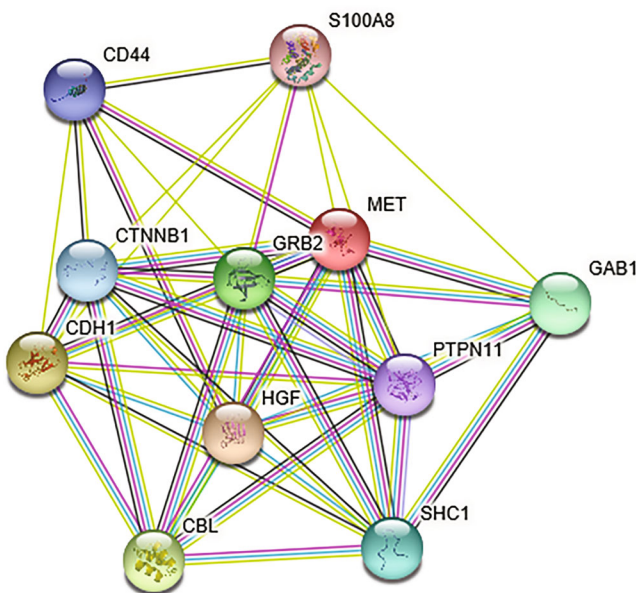 S100A8
CD44
MET
CTNNB1
GRB2
GAB1
CDH1
PTPN11
HGF
SHC1
CBL